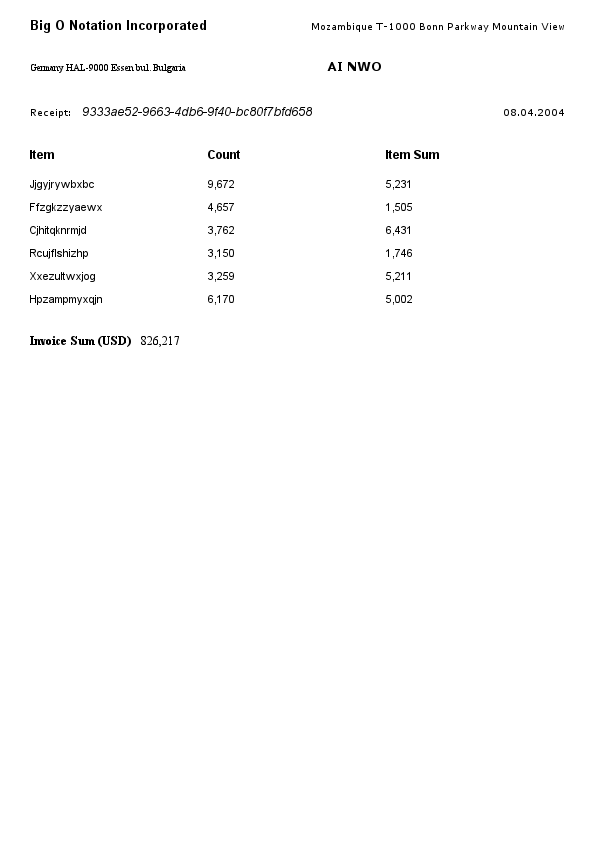 Big O Notation Incorporated Mozambique T-1000 Bonn Parkway Mountain View
Germany HAL-9000 Essen bul. Bulgaria AI NWO
Receipt: 9333ae52-9663-4db6-9f40-bc80f7bfd658 08.04.2004
Item Count Item Sum
Jjgyjrywbxbc 9,672 5,231
Ffzgkzzyaewx 4,657 1,505
Cjhitqknrmjd 3,762 6,431
Rcujflshizhp 3,150 1,746
Xxezultwxjog 3,259 5,211
Hpzampmyxqjn 6,170 5,002
Invoice Sum (USD) 826,217